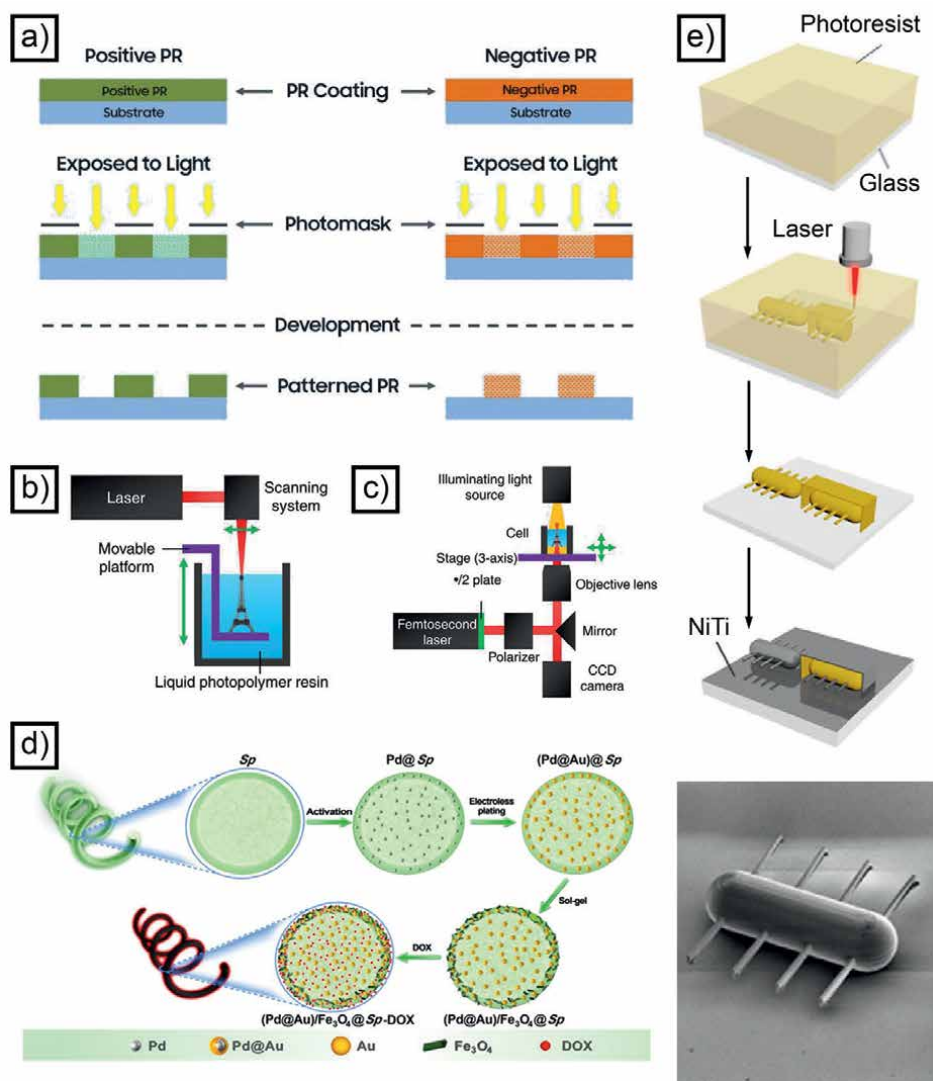 a)
Positive PR
Negative PR
Positive PR
Substrate
PR Coating
Negative PR
Substrate
Exposed to Light
Exposed to Light
Photomask
Development
Patterned PR
b)
Laser
Scanning
system
Movable
platform
Liquid photopolymer resin
c)
Illuminating light
source
Cell
Stage (3-axis)
•/2 plate
Objective lens
Femtosecond
laser
Polarizer
Mirror
CCD
camera
d)
Sp
Activation
Pd@Sp
Electroless
plating
(Pd@Au)@Sp
Sol-gel
(Pd@Au)/Fe3O4@Sp
DOX
(Pd@Au)/Fe3O4@Sp-DOX
Pd
Pd@Au
Au
Fe3O4
DOX
e)
Photoresist
Glass
Laser
NiTi